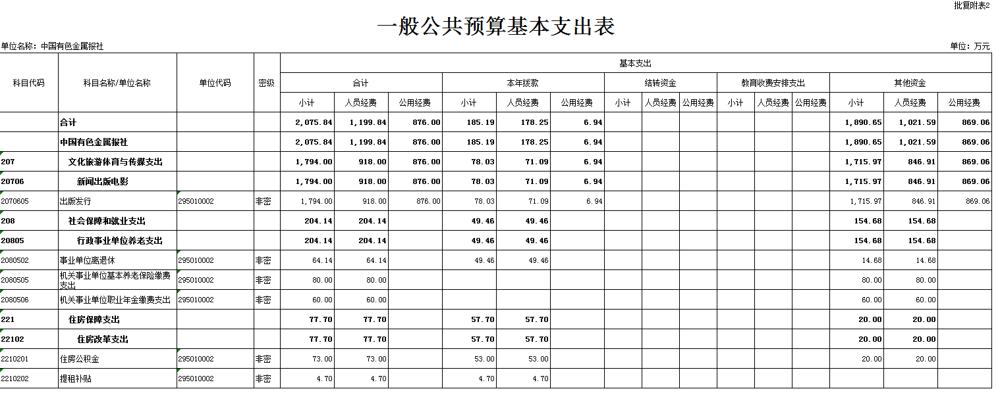 批复附表2
一般公共预算基本支出表
单位名称：中国有色金属报社 单位：万元
科目代码 科目名称/单位名称 单位代码 密级 基本支出
合计 本年拨款 结转资金 教育收费安排支出 其他资金
小计 人员经费 公用经费 小计 人员经费 公用经费 小计 人员经费 公用经费 小计 人员经费 公用经费 小计 人员经费 公用经费
合计 2,075.84 1,199.84 876.00 185.19 178.25 6.94 1,890.65 1,021.59 869.06
中国有色金属报社 2,075.84 1,199.84 876.00 185.19 178.25 6.94 1,890.65 1,021.59 869.06
207 文化旅游体育与传媒支出 1,794.00 918.00 876.00 78.03 71.09 6.94 1,715.97 846.91 869.06
20706 新闻出版电影 1,794.00 918.00 876.00 78.03 71.09 6.94 1,715.97 846.91 869.06
2070605 出版发行 295010002 非密 1,794.00 918.00 876.00 78.03 71.09 6.94 1,715.97 846.91 869.06
208 社会保障和就业支出 204.14 204.14 49.46 49.46 154.68 154.68
20805 行政事业单位养老支出 204.14 204.14 49.46 49.46 154.68 154.68
2080502 事业单位离退休 295010002 非密 64.14 64.14 49.46 49.46 14.68 14.68
2080505 机关事业单位基本养老保险缴费 295010002 非密 80.00 80.00 80.00 80.00
支出
2080506 机关事业单位职业年金缴费支出 295010002 非密 60.00 60.00 60.00 60.00
221 住房保障支出 77.70 77.70 57.70 57.70 20.00 20.00
22102 住房改革支出 77.70 77.70 57.70 57.70 20.00 20.00
2210201 住房公积金 295010002 非密 73.00 73.00 53.00 53.00 20.00 20.00
2210202 提租补贴 295010002 非密 4.70 4.70 4.70 4.70